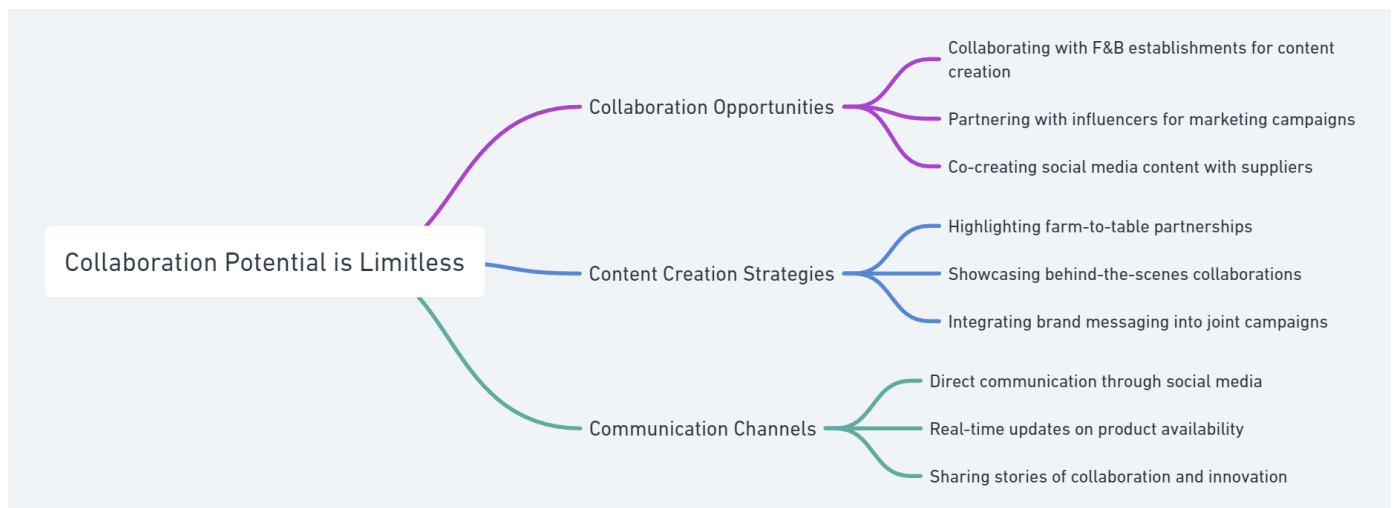 Collaboration Potential is Limitless
Collaboration Opportunities
Collaborating with F&B establishments for content
creation
Partnering with influencers for marketing campaigns
Co-creating social media content with suppliers
Content Creation Strategies
Highlighting farm-to-table partnerships
Showcasing behind-the-scenes collaborations
Integrating brand messaging into joint campaigns
Communication Channels
Direct communication through social media
Real-time updates on product availability
Sharing stories of collaboration and innovation